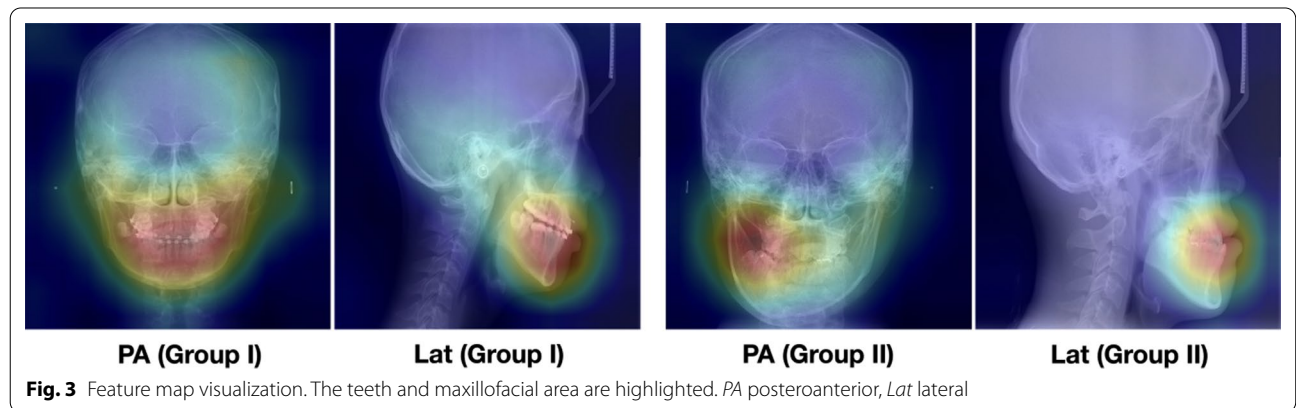 PA (Group I) Lat (Group I) PA (Group II) Lat (Group II)
Fig. 3 Feature map visualization. The teeth and maxillofacial area are highlighted. PA posteroanterior, Lat lateral